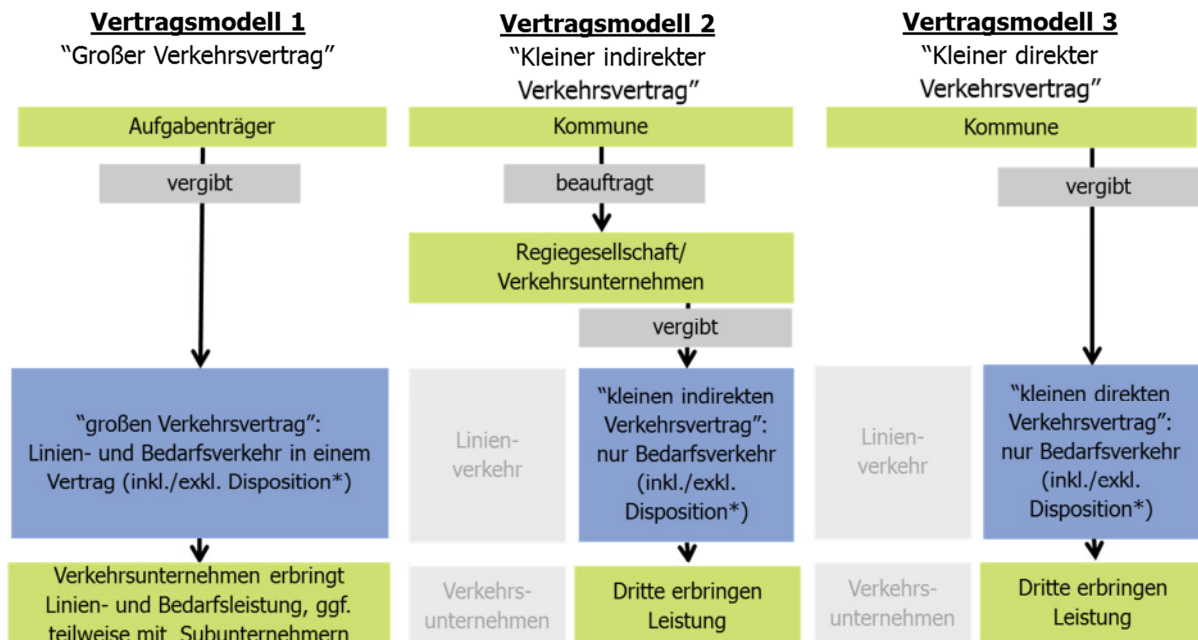 Vertragsmodell 1
“Großer Verkehrsvertrag”
Aufgabenträger
vergibt
“großen Verkehrsvertrag”:
Linien- und Bedarfsverkehr in einem
Vertrag (inkl./exkl. Disposition*)
Verkehrsunternehmen erbringt
Linien- und Bedarfsleistung, ggf.
teilweise mit Subunternehmern
Vertragsmodell 2
“Kleiner indirekter
Verkehrsvertrag”
Kommune
beauftragt
Regiegesellschaft/
Verkehrsunternehmen
vergibt
Linien-
verkehr
“kleinen indirekten
Verkehrsvertrag”:
nur Bedarfsverkehr
(inkl./exkl.
Disposition*)
Verkehrs-
unternehmen
Dritte erbringen
Leistung
Vertragsmodell 3
“Kleiner direkter
Verkehrsvertrag”
Kommune
vergibt
Linien-
verkehr
“kleinen direkten
Verkehrsvertrag”:
nur Bedarfsverkehr
(inkl./exkl.
Disposition*)
Verkehrs-
unternehmen
Dritte erbringen
Leistung